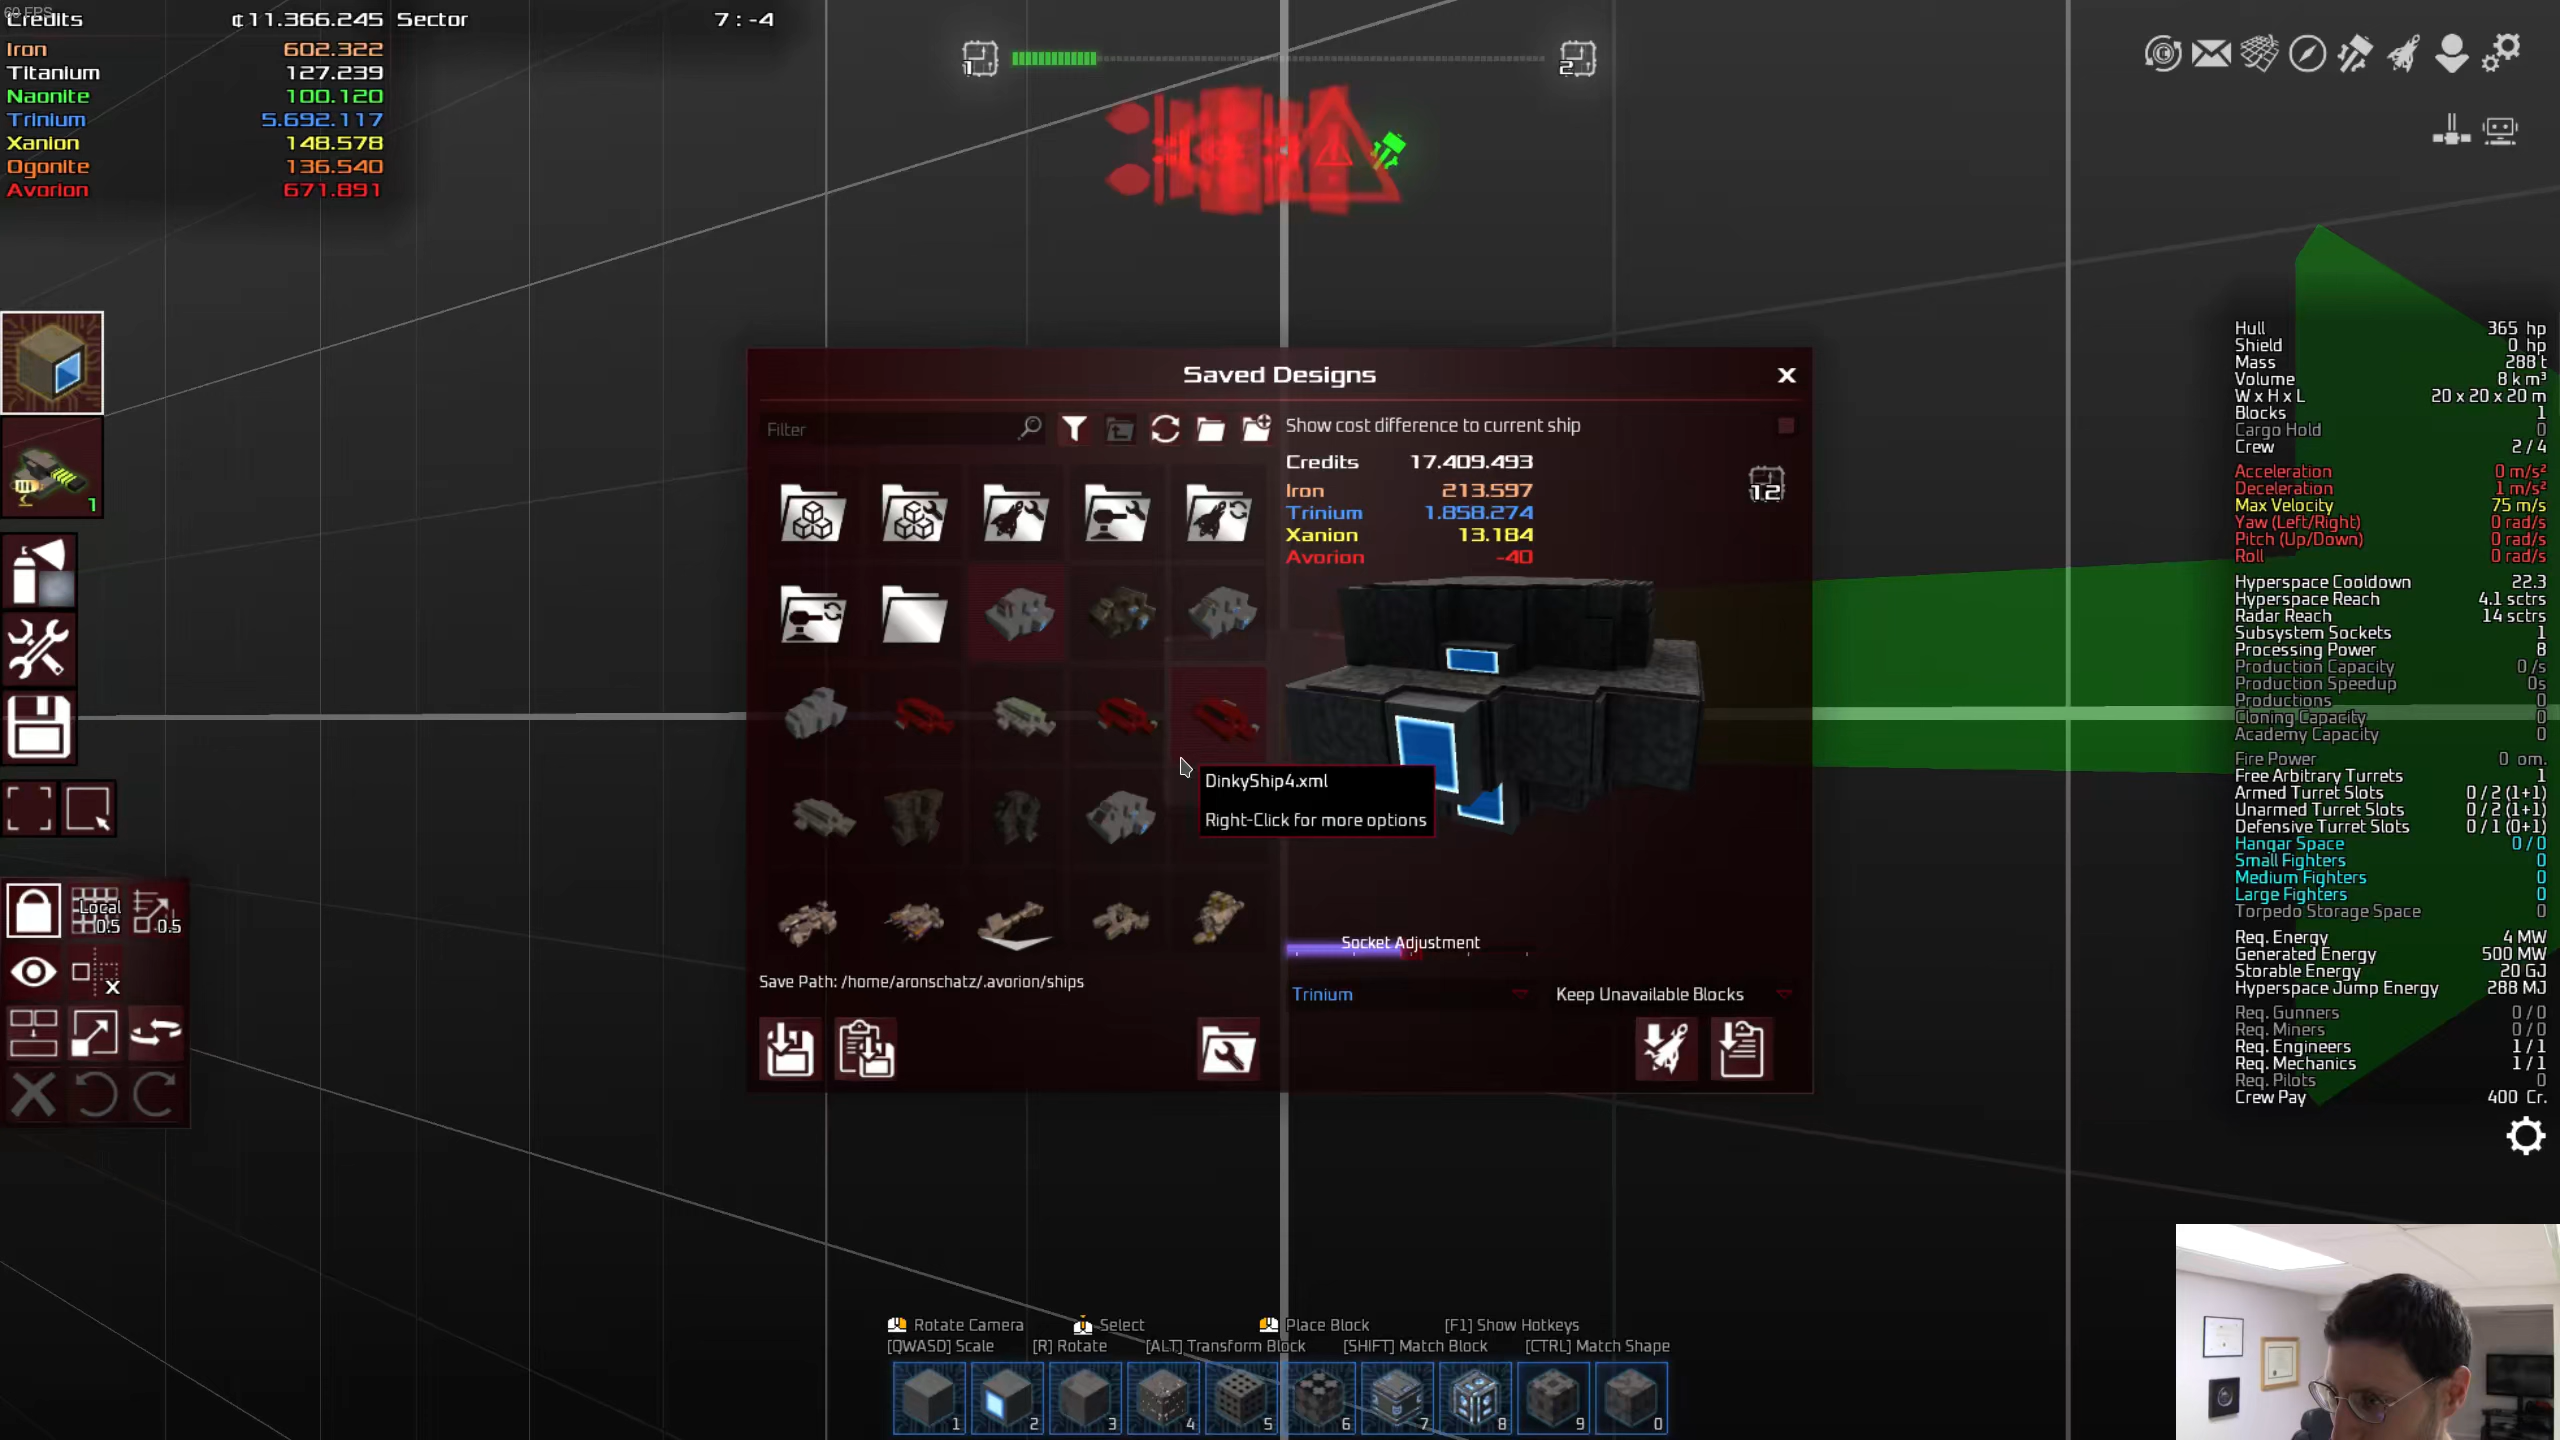 60 FPS
Credits ¢11.366.245 Sector 7 : -4
Iron 602.322
Titanium 127.239
Naonite 100.120
Trinium 5.692.117
Xanion 148.578
Ogonite 136.540
Avorion 671.891
1
2
1
Local
0.5
0.5
X
Saved Designs
X
Filter
Show cost difference to current ship
Credits 17.409.493
Iron 213.597
Trinium 1.858.274
Xanion 13.184
Avorion -40
12
DinkyShip4.xml
Right-Click for more options
Socket Adjustment
Save Path: /home/aronschatz/.avorion/ships
Trinium
Keep Unavailable Blocks
Hull 365 hp
Shield 0 hp
Mass 288 t
Volume 8 k m³
W x H x L 20 x 20 x 20 m
Blocks 1
Cargo Hold 0
Crew 2 / 4
Acceleration 0 m/s²
Deceleration 1 m/s²
Max Velocity 75 m/s
Yaw (Left/Right) 0 rad/s
Pitch (Up/Down) 0 rad/s
Roll 0 rad/s
Hyperspace Cooldown 22.3
Hyperspace Reach 4.1 sctrs
Radar Reach 14 sctrs
Subsystem Sockets 1
Processing Power 8
Production Capacity 0 /s
Production Speedup 0s
Productions 0
Cloning Capacity 0
Academy Capacity 0
Fire Power 0 om.
Free Arbitrary Turrets 1
Armed Turret Slots 0 / 2 (1+1)
Unarmed Turret Slots 0 / 2 (1+1)
Defensive Turret Slots 0 / 1 (0+1)
Hangar Space 0 / 0
Small Fighters 0
Medium Fighters 0
Large Fighters 0
Torpedo Storage Space 0
Req. Energy 4 MW
Generated Energy 500 MW
Storable Energy 20 GJ
Hyperspace Jump Energy 288 MJ
Req. Gunners 0 / 0
Req. Miners 0 / 0
Req. Engineers 1 / 1
Req. Mechanics 1 / 1
Req. Pilots 0
Crew Pay 400 Cr.
Rotate Camera Select Place Block [F1] Show Hotkeys
[QWASD] Scale [R] Rotate [ALT] Transform Block [SHIFT] Match Block [CTRL] Match Shape
1 2 3 4 5 6 7 8 9 0